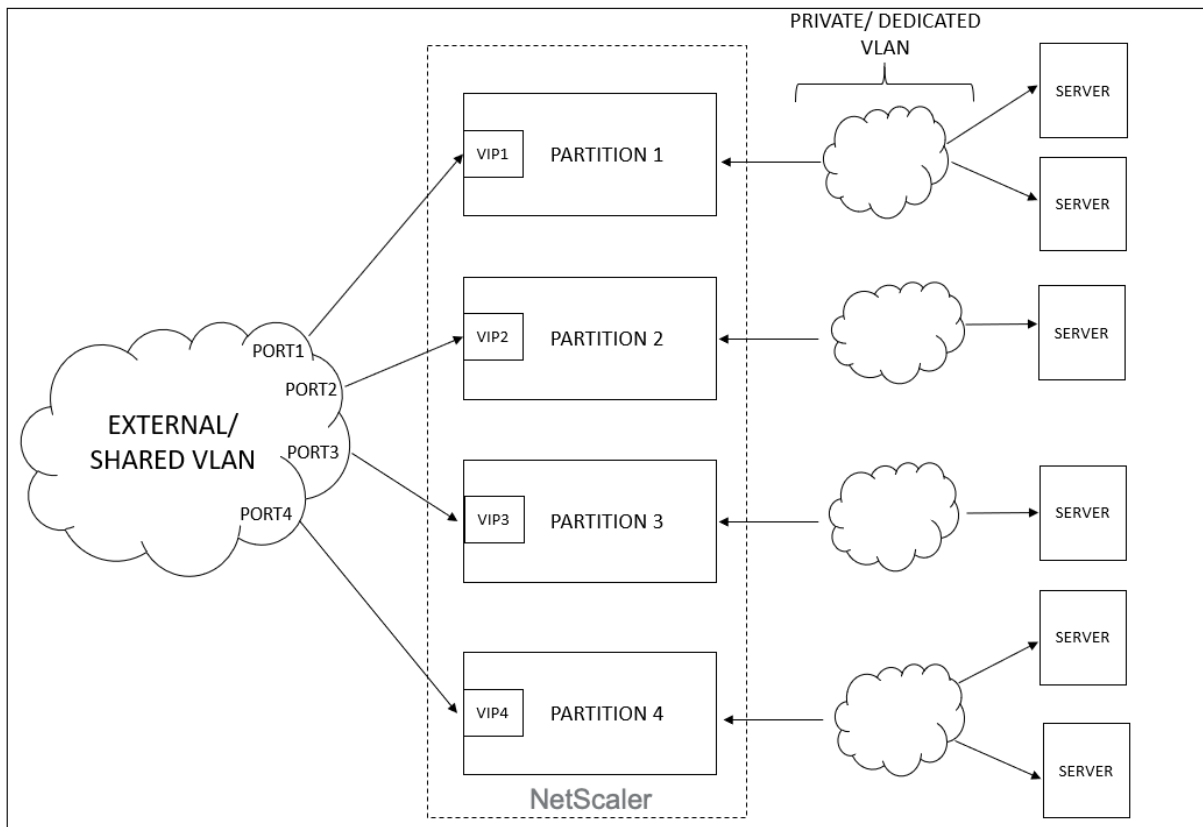 PRIVATE/ DEDICATED
VLAN
SERVER
VIP1
PARTITION 1
SERVER
VIP2
PARTITION 2
SERVER
PORT1
PORT2
EXTERNAL/
SHARED VLAN
PORT3
PORT4
VIP3
PARTITION 3
SERVER
SERVER
VIP4
PARTITION 4
SERVER
NetScaler